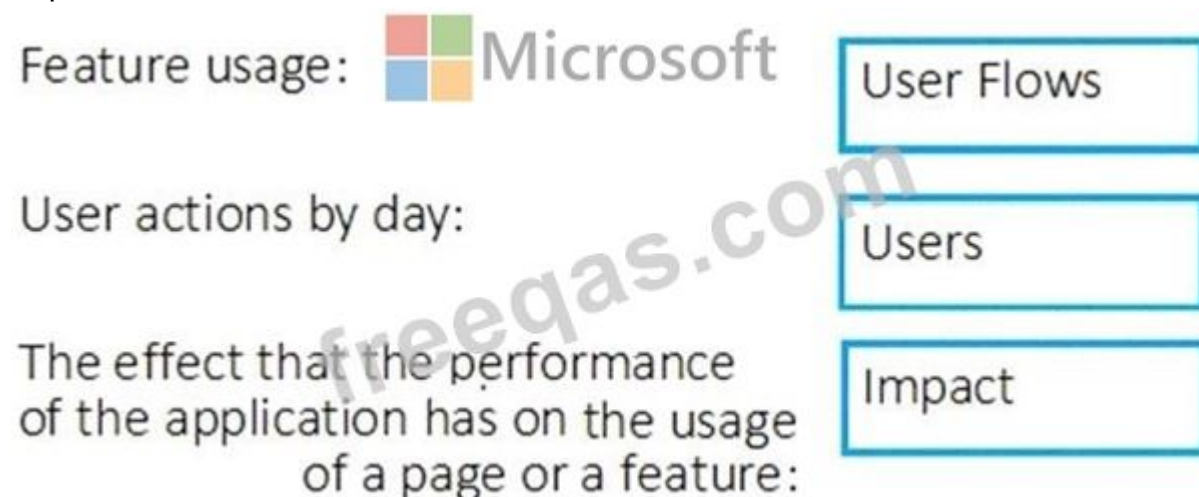 Feature usage:
Microsoft
User Flows
User actions by day:
Users
freeqas.com
The effect that the performance
of the application has on the usage
of a page or a feature:
Impact